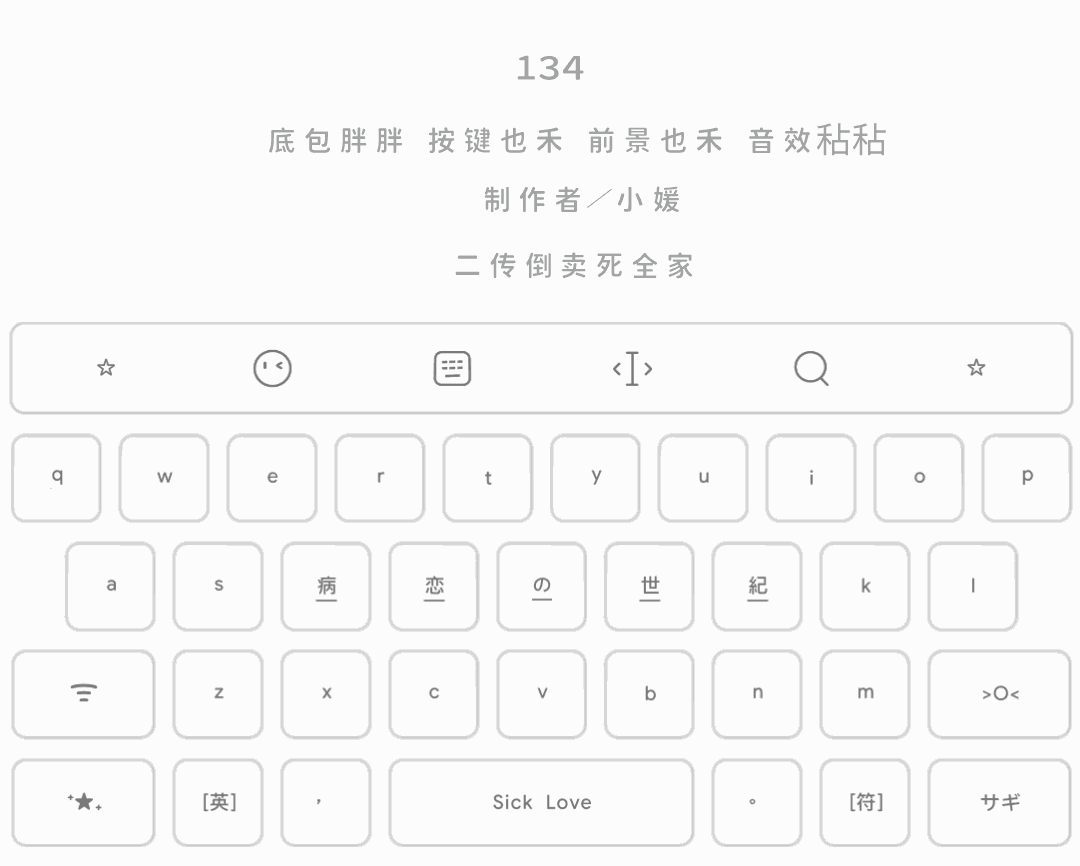 134
底包胖胖 按键也禾 前景也禾 音效秥秥
制作者／小媛
二传倒卖死全家
q w e r t y u i o p
a s 病 恋 の 世 紀 k l
z x c v b n m >O<
[英] , Sick Love 。 [符] サギ